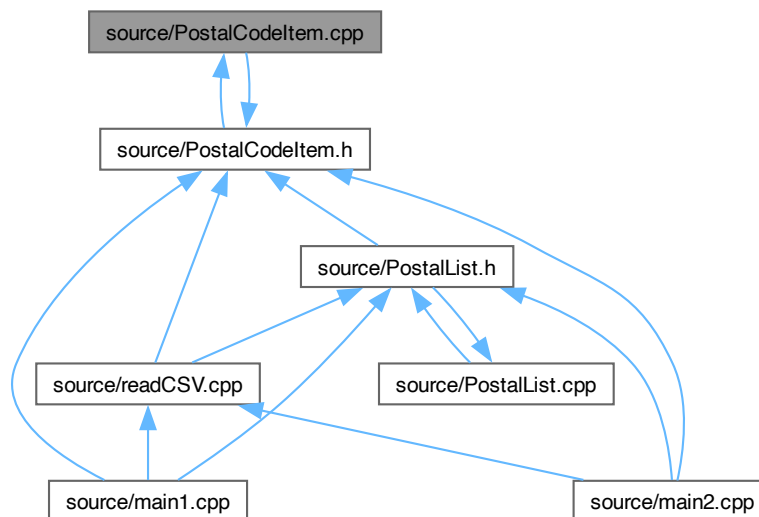 source/PostalCodeItem.cpp
source/PostalCodeItem.h
source/PostalList.h
source/readCSV.cpp
source/PostalList.cpp
source/main1.cpp
source/main2.cpp